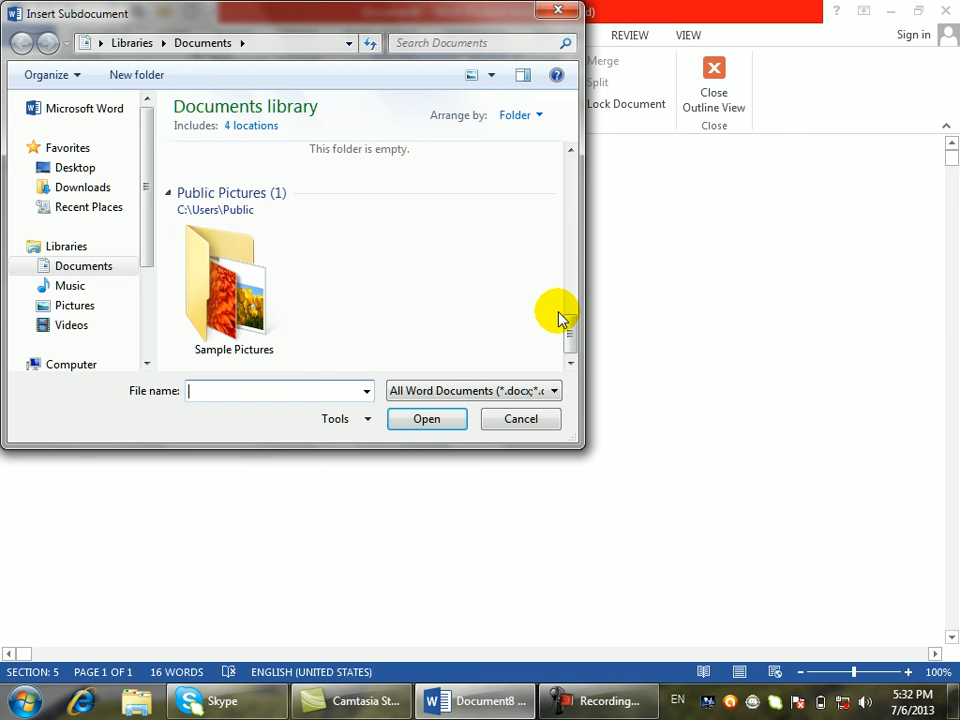 Insert Subdocument
Libraries
Documents
Search Documents
REVIEW
VIEW
Sign in
Organize
New folder
Merge
Split
Lock Document
Close
Outline View
Close
Microsoft Word
Favorites
Desktop
Downloads
Recent Places
Libraries
Documents
Music
Pictures
Videos
Computer
Documents library
Includes: 4 locations
Arrange by: Folder
This folder is empty.
Public Pictures (1)
C:\Users\Public
Sample Pictures
File name:
All Word Documents (*.docx;*.c
Tools
Open
Cancel
SECTION: 5
PAGE 1 OF 1
16 WORDS
ENGLISH (UNITED STATES)
100%
Skype
Camtasia St...
Document8 ...
Recording...
EN
5:32 PM
7/6/2013